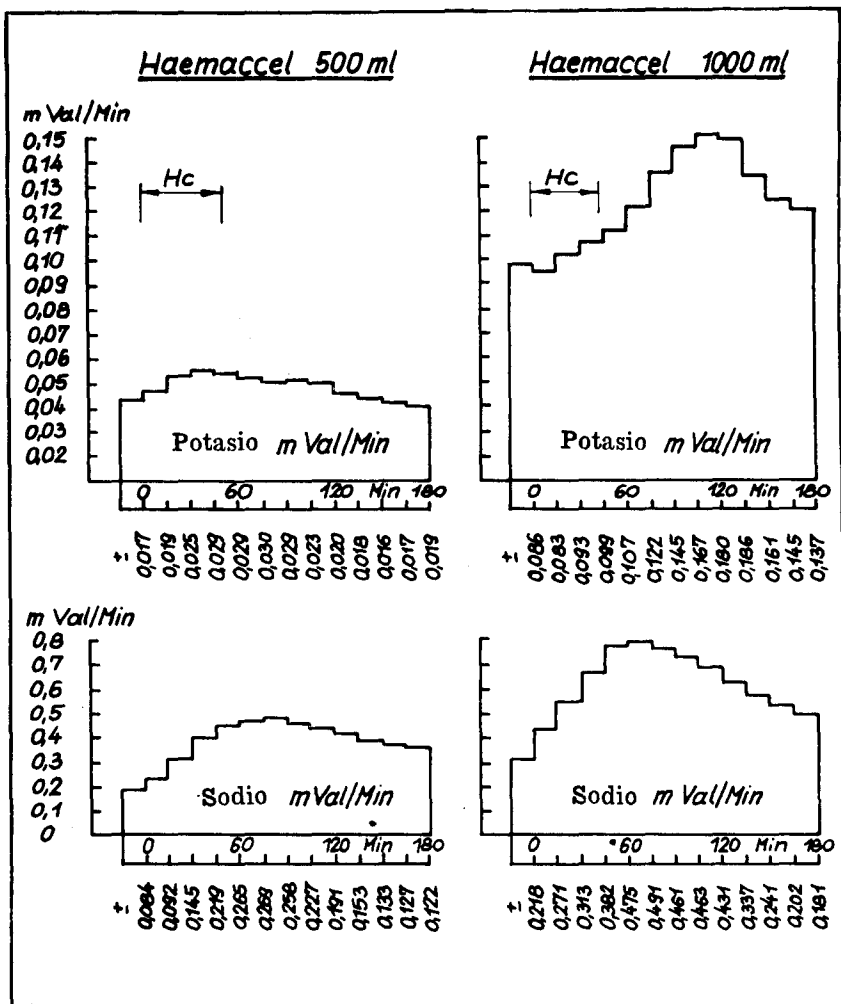 Haemaccel 500 ml
Haemaccel 1000 ml
m Val/Min
0,15
0,14
0,13
0,12
0,11
0,10
0,09
0,08
0,07
0,06
0,05
0,04
0,03
0,02
Hc
Hc
Potasio m Val/Min
Potasio m Val/Min
0 60 120 Min 180
0 60 120 Min 180
± 0,017 0,019 0,025 0,029 0,029 0,030 0,029 0,023 0,020 0,018 0,016 0,017 0,019
± 0,086 0,083 0,093 0,099 0,107 0,122 0,145 0,167 0,180 0,186 0,161 0,145 0,137
m Val/Min
0,8
0,7
0,6
0,5
0,4
0,3
0,2
0,1
0
Sodio m Val/Min
Sodio m Val/Min
0 60 120 Min 180
0 60 120 Min 180
± 0,084 0,092 0,145 0,219 0,265 0,269 0,258 0,227 0,191 0,153 0,133 0,127 0,122
± 0,218 0,271 0,313 0,382 0,475 0,491 0,461 0,463 0,431 0,337 0,241 0,202 0,181